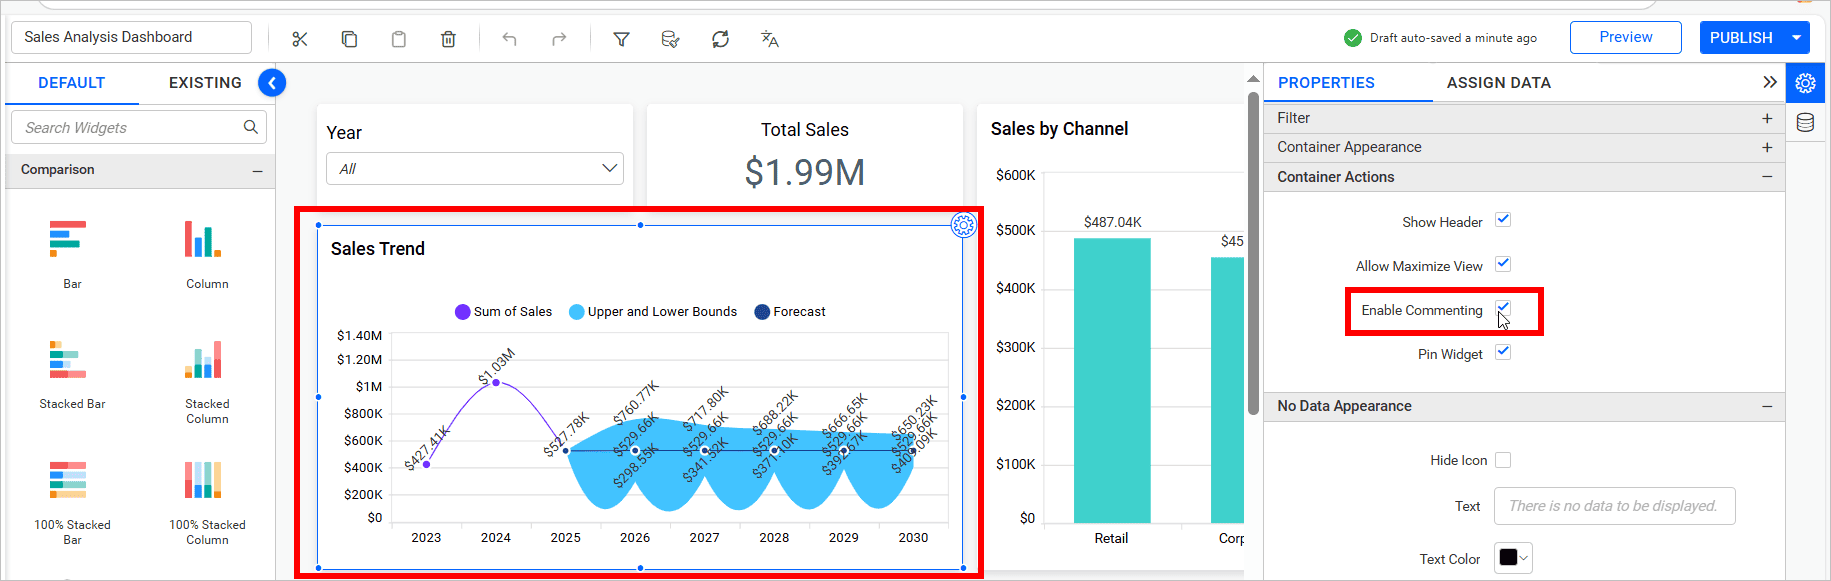 Sales Analysis Dashboard
Draft auto-saved a minute ago
Preview
PUBLISH
DEFAULT
EXISTING
Search Widgets
Comparison
Bar
Column
Stacked Bar
Stacked
Column
100% Stacked
Bar
100% Stacked
Column
Year
All
Total Sales
$1.99M
Sales Trend
Sum of Sales
Upper and Lower Bounds
Forecast
$1.40M
$1.20M
$1M
$800K
$600K
$400K
$200K
$0
$427.41K
$1.03M
$527.78K
$760.77K
$529.66K
$298.55K
$717.80K
$529.66K
$341.52K
$688.22K
$529.66K
$371.10K
$666.65K
$529.66K
$392.67K
$650.23K
$529.66K
$409.09K
2023
2024
2025
2026
2027
2028
2029
2030
Sales by Channel
$600K
$500K
$400K
$300K
$200K
$100K
$0
$487.04K
$45
Retail
Corp
PROPERTIES
ASSIGN DATA
Filter
Container Appearance
Container Actions
Show Header
Allow Maximize View
Enable Commenting
Pin Widget
No Data Appearance
Hide Icon
Text
There is no data to be displayed.
Text Color